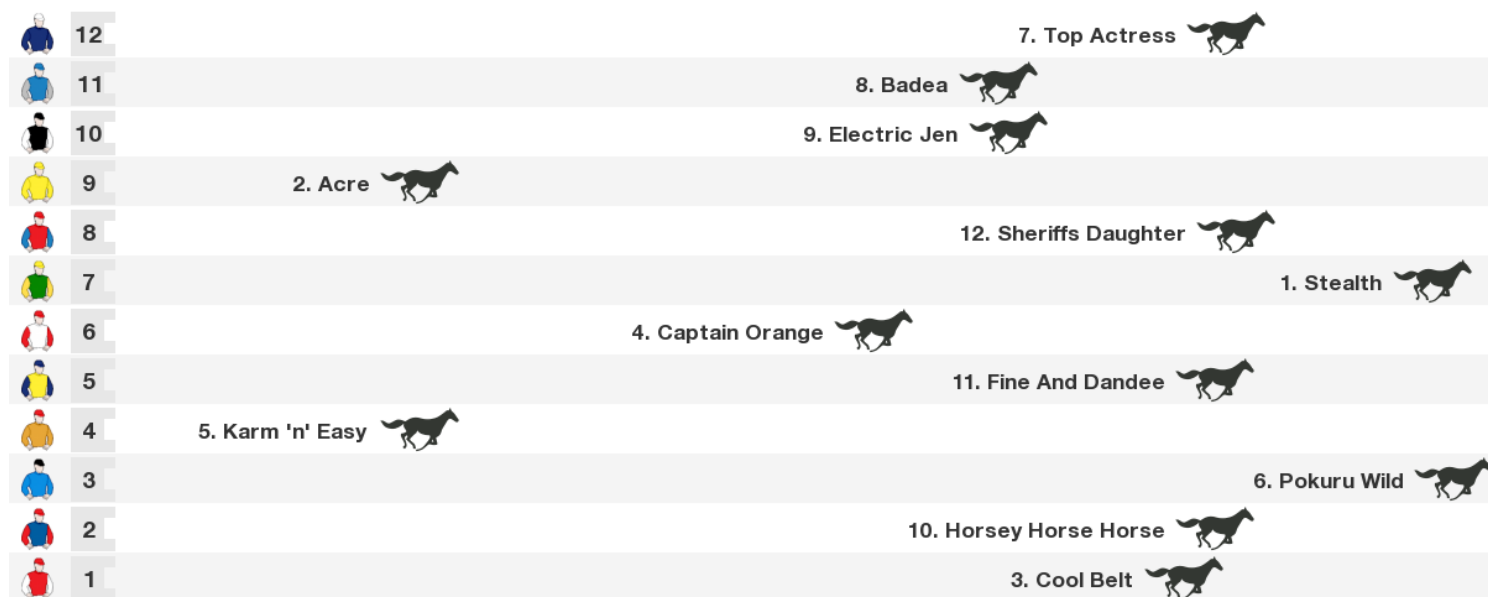 12 7. Top Actress
11 8. Badea
10 9. Electric Jen
9 2. Acre
8 12. Sheriffs Daughter
7 1. Stealth
6 4. Captain Orange
5 11. Fine And Dandee
4 5. Karm 'n' Easy
3 6. Pokuru Wild
2 10. Horsey Horse Horse
1 3. Cool Belt